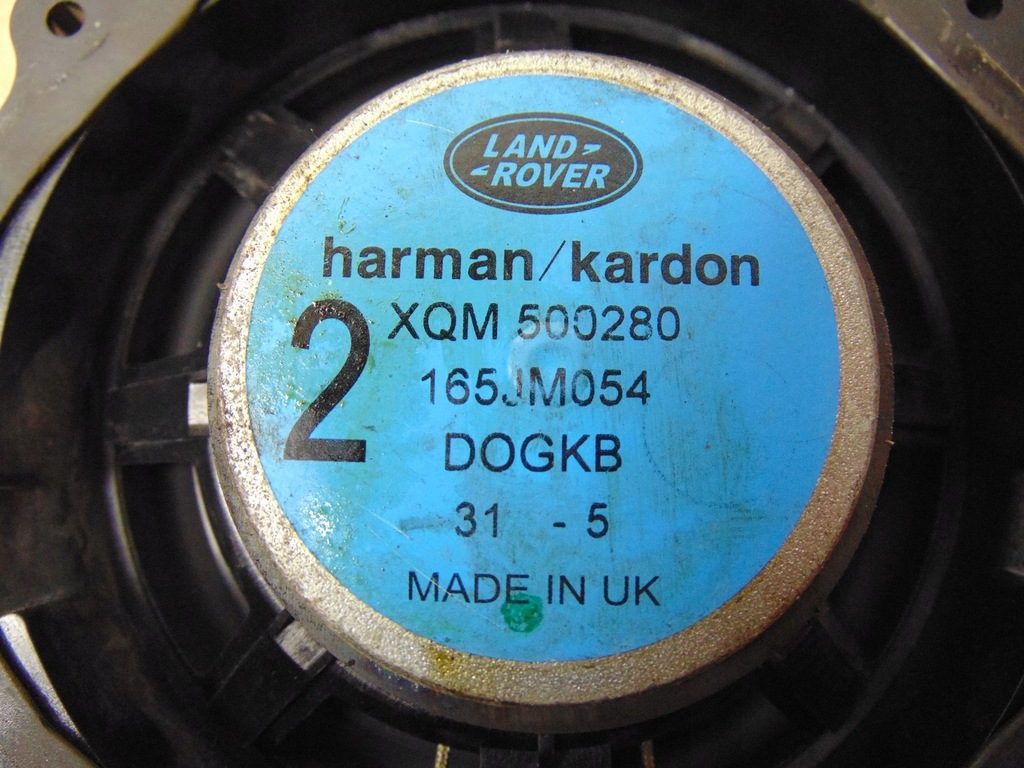 LAND
ROVER
harman/kardon
2
XQM 500280
165JM054
DOGKB
31 - 5
MADE IN UK